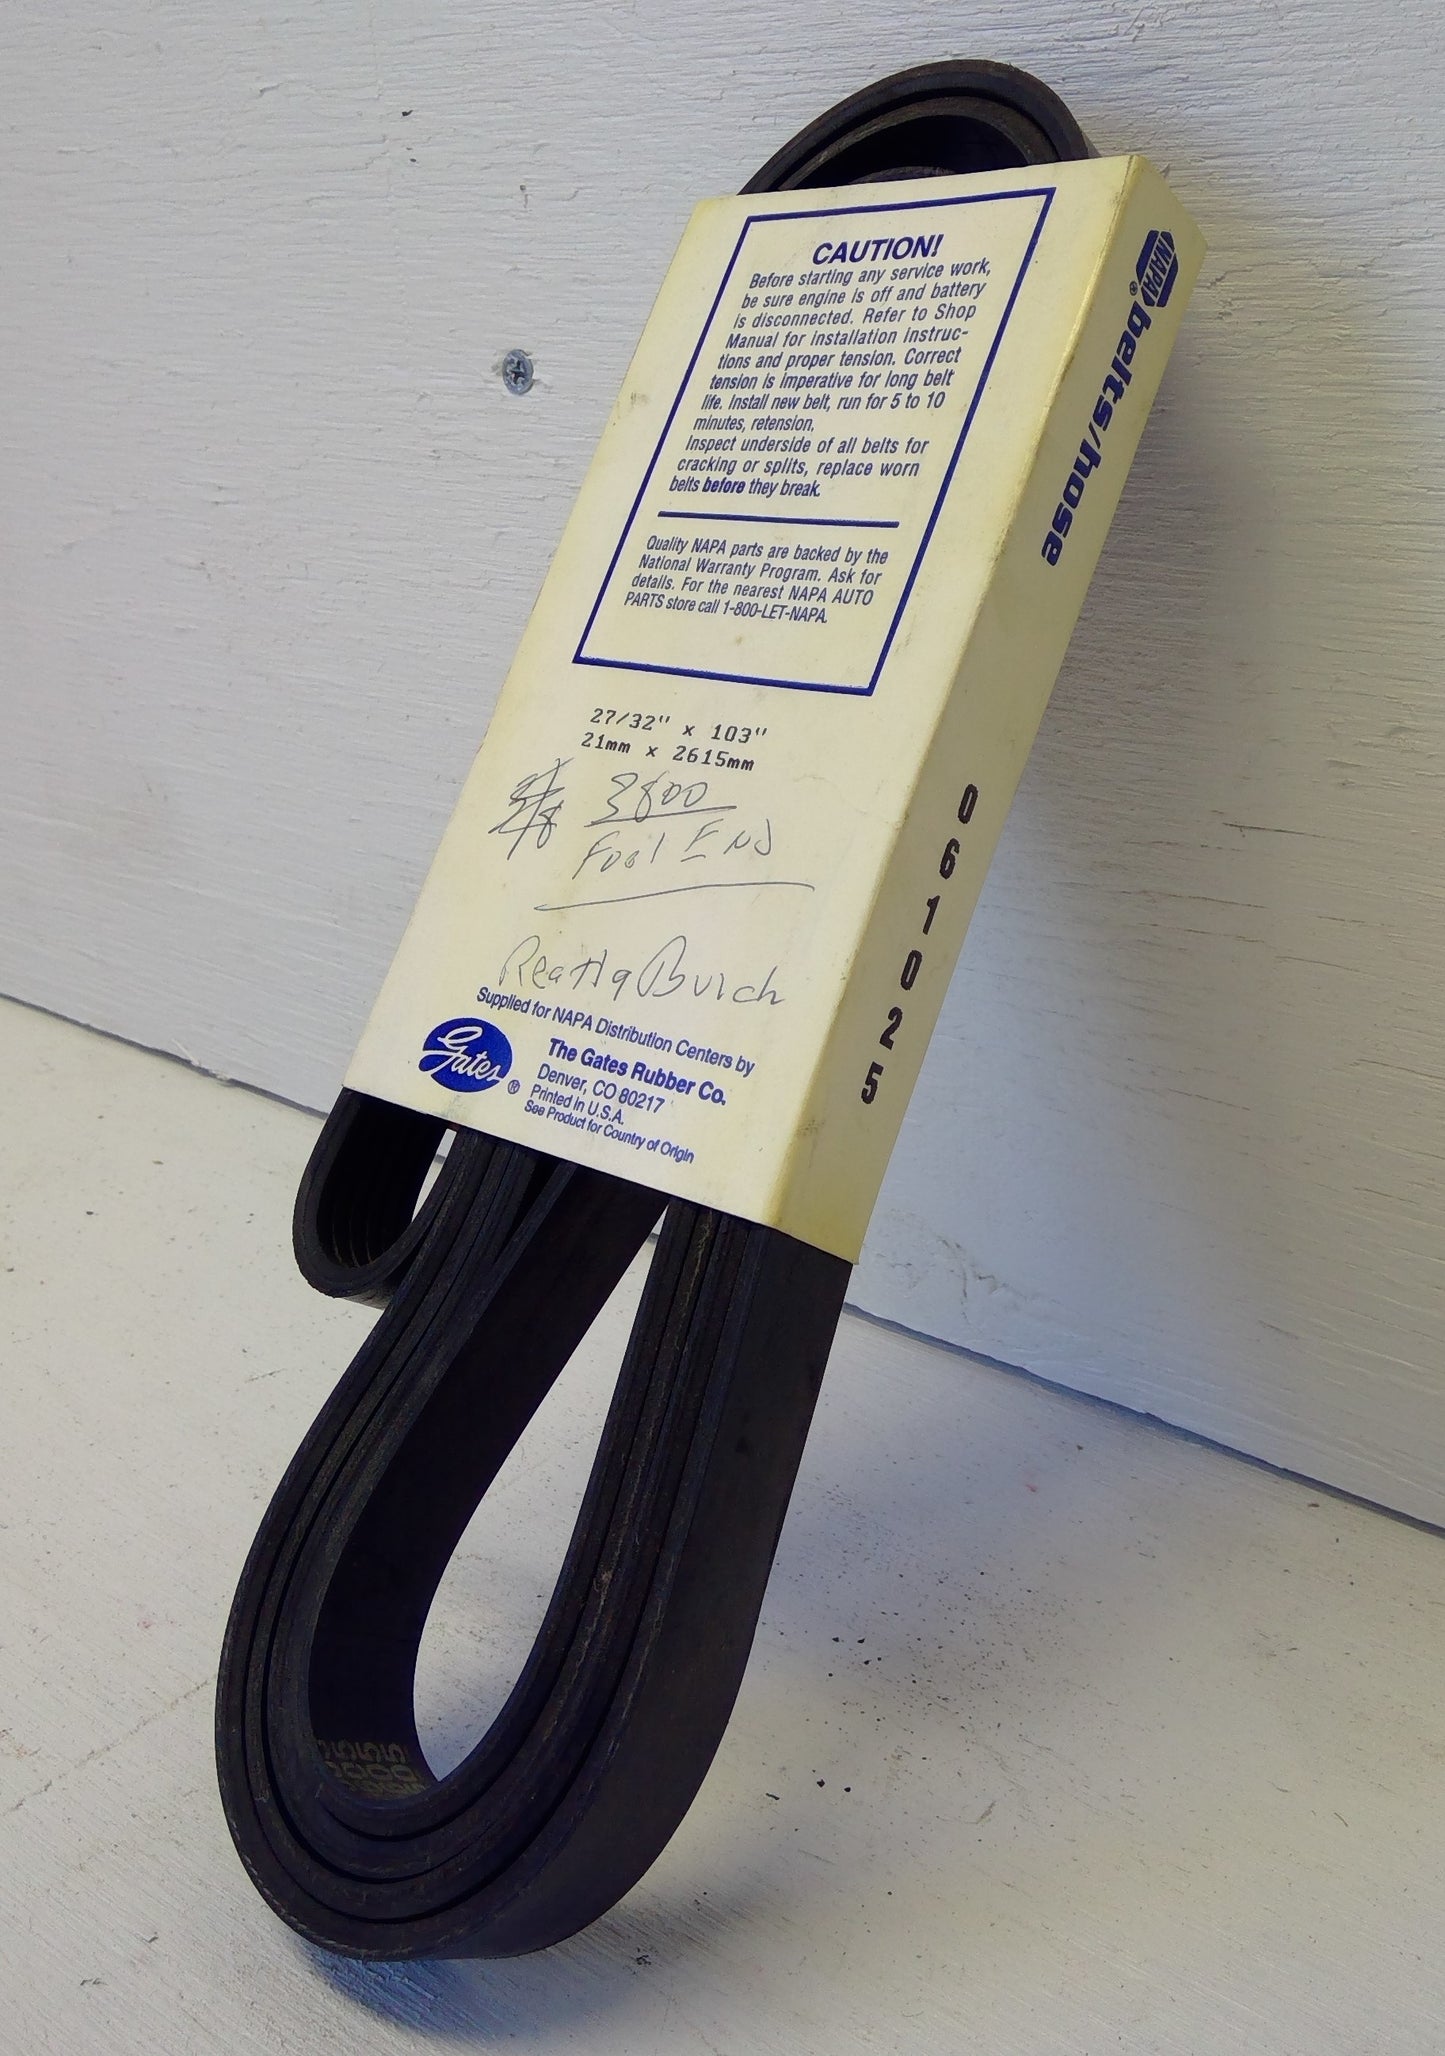 CAUTION!
Before starting any service work,
be sure engine is off and battery
is disconnected. Refer to Shop
Manual for installation instruc-
tions and proper tension. Correct
tension is imperative for long belt
life. Install new belt, run for 5 to 10
minutes, retension.
Inspect underside of all belts for
cracking or splits, replace worn
belts before they break.
Quality NAPA parts are backed by the
National Warranty Program. Ask for
details. For the nearest NAPA AUTO
PARTS store call 1-800-LET-NAPA.
27/32" x 103"
21mm x 2615mm
3800
End
Supplied for NAPA Distribution Centers by
Gates®
The Gates Rubber Co.
Denver, CO 80217
Printed in U.S.A.
See Product for Country of Origin
NAPA® belts/hose
061025